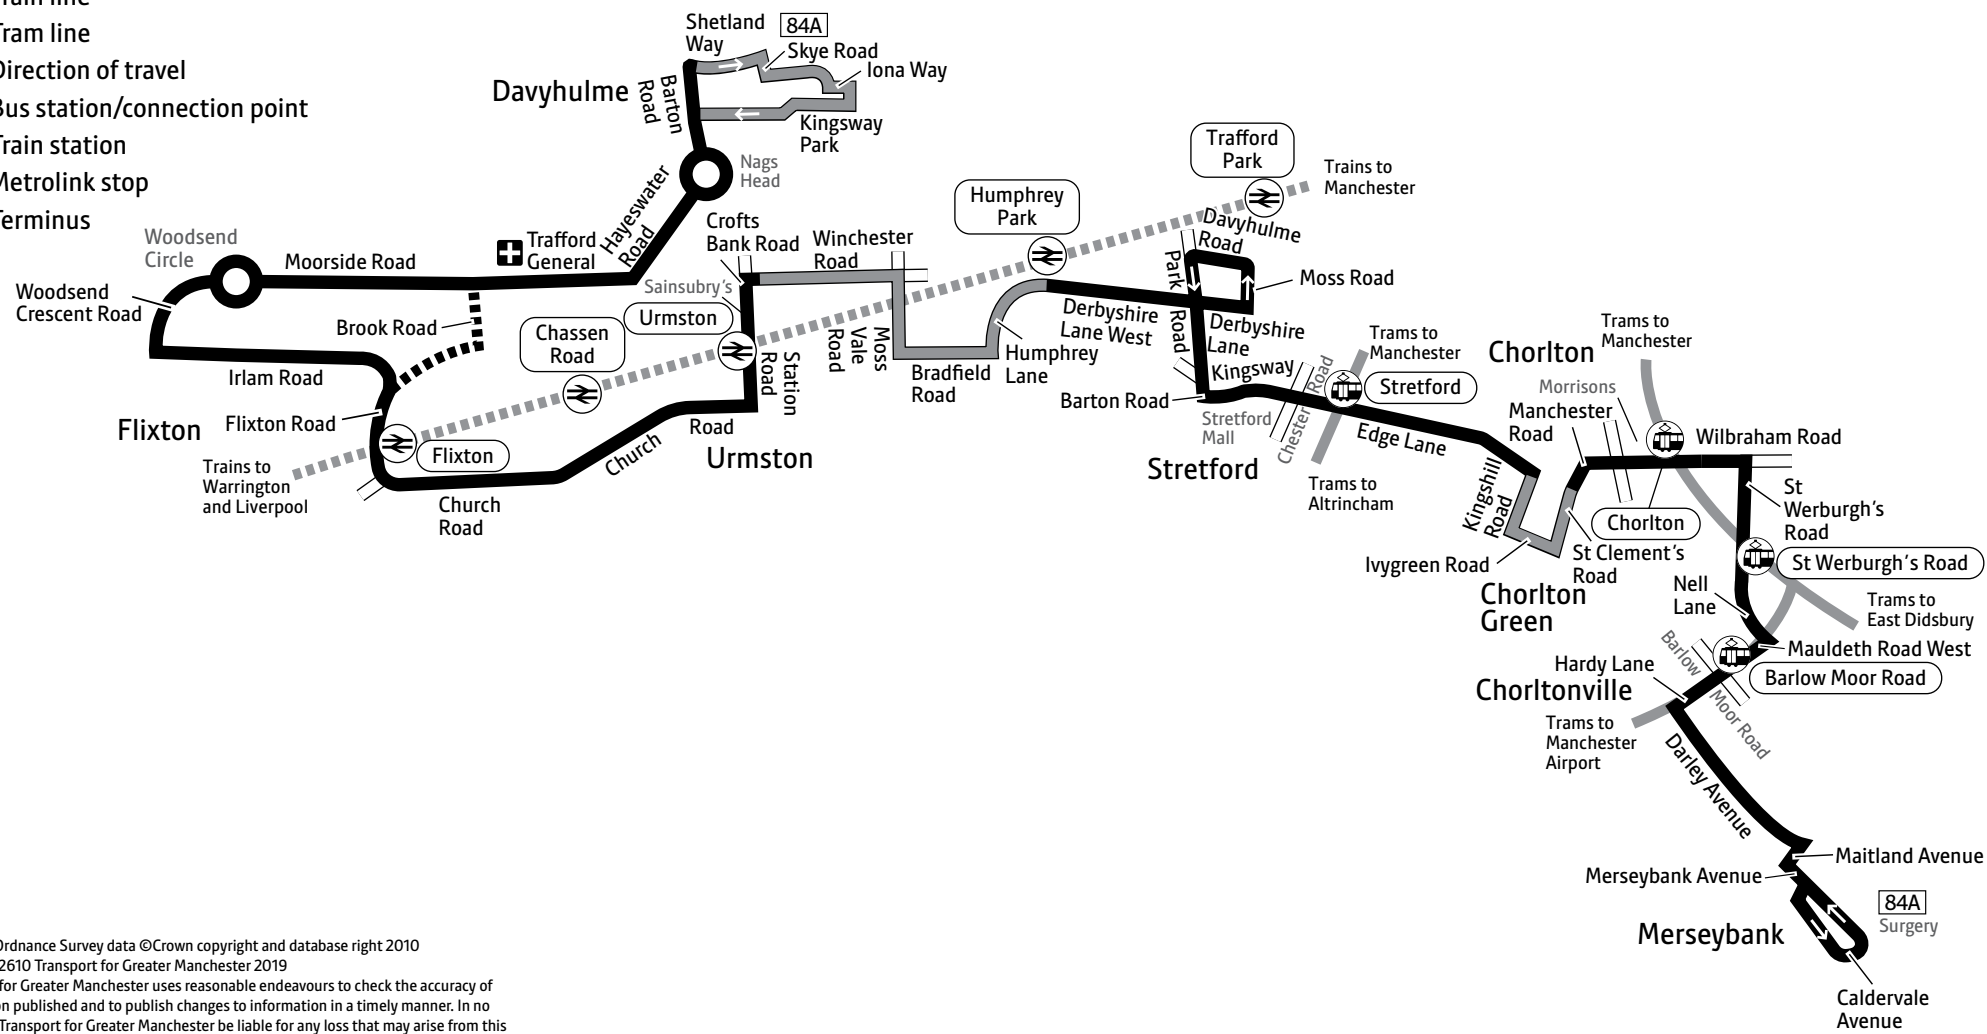 line
Tram line
Direction of travel
Bus station/connection point
Train station
Metrolink stop
Terminus
Shetland
Way
84A
Skye Road
Iona Way
Davyhulme
Barton
Road
Kingsway
Park
Nags
Head
Hayeswater
Road
Trafford
General
Woodsend
Circle
Moorside Road
Woodsend
Crescent Road
Brook Road
Irlam Road
Flixton
Flixton Road
Flixton
Trains to
Warrington
and Liverpool
Church
Road
Church
Road
Urmston
Chassen
Road
Urmston
Sainsubry's
Crofts
Bank Road
Winchester
Road
Station
Road
Moss
Vale
Road
Bradfield
Road
Humphrey
Lane
Humphrey
Park
Derbyshire
Lane West
Trafford
Park
Trains to
Manchester
Davyhulme
Road
Park
Road
Moss Road
Derbyshire
Lane
Kingsway
Barton Road
Stretford
Mall
Stretford
Chester Road
Trams to
Manchester
Stretford
Edge Lane
Trams to
Altrincham
Kingshill
Road
Ivygreen Road
St Clement's
Road
Chorlton
Green
Chorlton
Morrisons
Manchester
Road
Trams to
Manchester
Wilbraham Road
Chorlton
St
Werburgh's
Road
St Werburgh's Road
Nell
Lane
Trams to
East Didsbury
Mauldeth Road West
Barlow Moor Road
Barlow
Moor Road
Hardy Lane
Chorltonville
Trams to
Manchester
Airport
Darley Avenue
Maitland Avenue
Merseybank Avenue
84A
Surgery
Merseybank
Caldervale
Avenue
Ordnance Survey data ©Crown copyright and database right 2010
2610 Transport for Greater Manchester 2019
for Greater Manchester uses reasonable endeavours to check the accuracy of
published and to publish changes to information in a timely manner. In no
Transport for Greater Manchester be liable for any loss that may arise from this